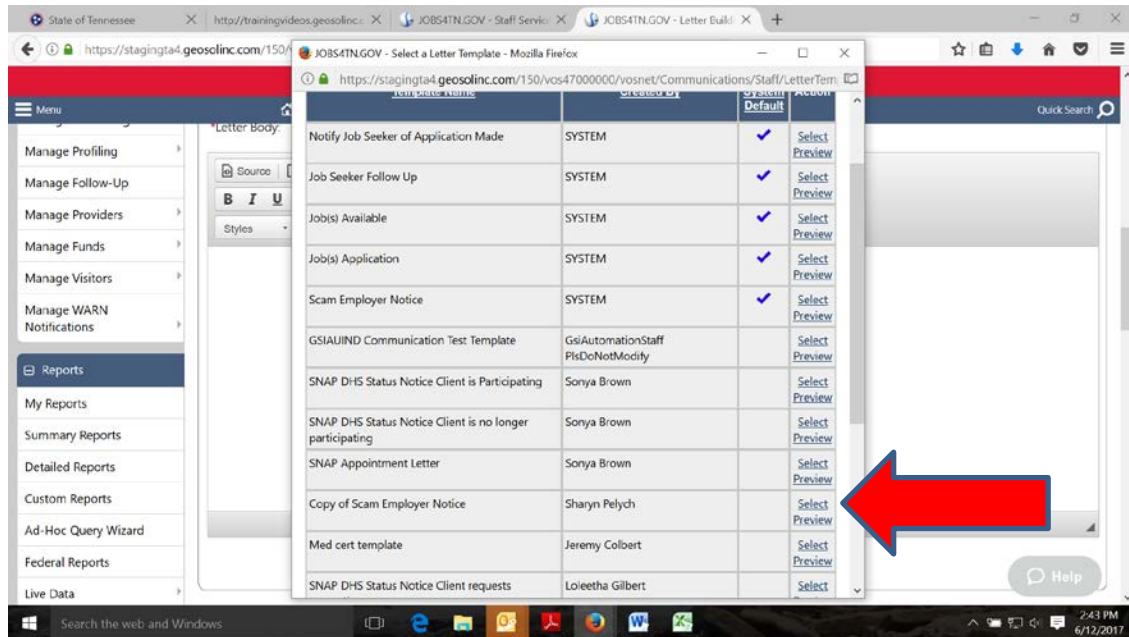 State of Tennessee
http://trainingvideos.geosolinc.c
JOBS4TN.GOV - Staff Service
JOBS4TN.GOV - Letter Build
https://stagingta4.geosolinc.com/150/
JOBS4TN.GOV - Select a Letter Template - Mozilla Firefox
https://stagingta4.geosolinc.com/150/vos47000000/vosnet/Communications/Staff/LetterTem
Menu
Quick Search
Manage Profiling
Manage Follow-Up
Manage Providers
Manage Funds
Manage Visitors
Manage WARN
Notifications
Reports
My Reports
Summary Reports
Detailed Reports
Custom Reports
Ad-Hoc Query Wizard
Federal Reports
Live Data
*Letter Body:
Source
B I U
Styles
Template Name Created By System Default Action
Notify Job Seeker of Application Made SYSTEM Select
Preview
Job Seeker Follow Up SYSTEM Select
Preview
Job(s) Available SYSTEM Select
Preview
Job(s) Application SYSTEM Select
Preview
Scam Employer Notice SYSTEM Select
Preview
GSIAUIND Communication Test Template GsiAutomationStaff Select
PlsDoNotModify Preview
SNAP DHS Status Notice Client is Participating Sonya Brown Select
Preview
SNAP DHS Status Notice Client is no longer Sonya Brown Select
participating Preview
SNAP Appointment Letter Sonya Brown Select
Preview
Copy of Scam Employer Notice Sharyn Pelych Select
Preview
Med cert template Jeremy Colbert Select
Preview
SNAP DHS Status Notice Client requests Loleetha Gilbert Select
Help
Search the web and Windows
2:43 PM
6/12/2017